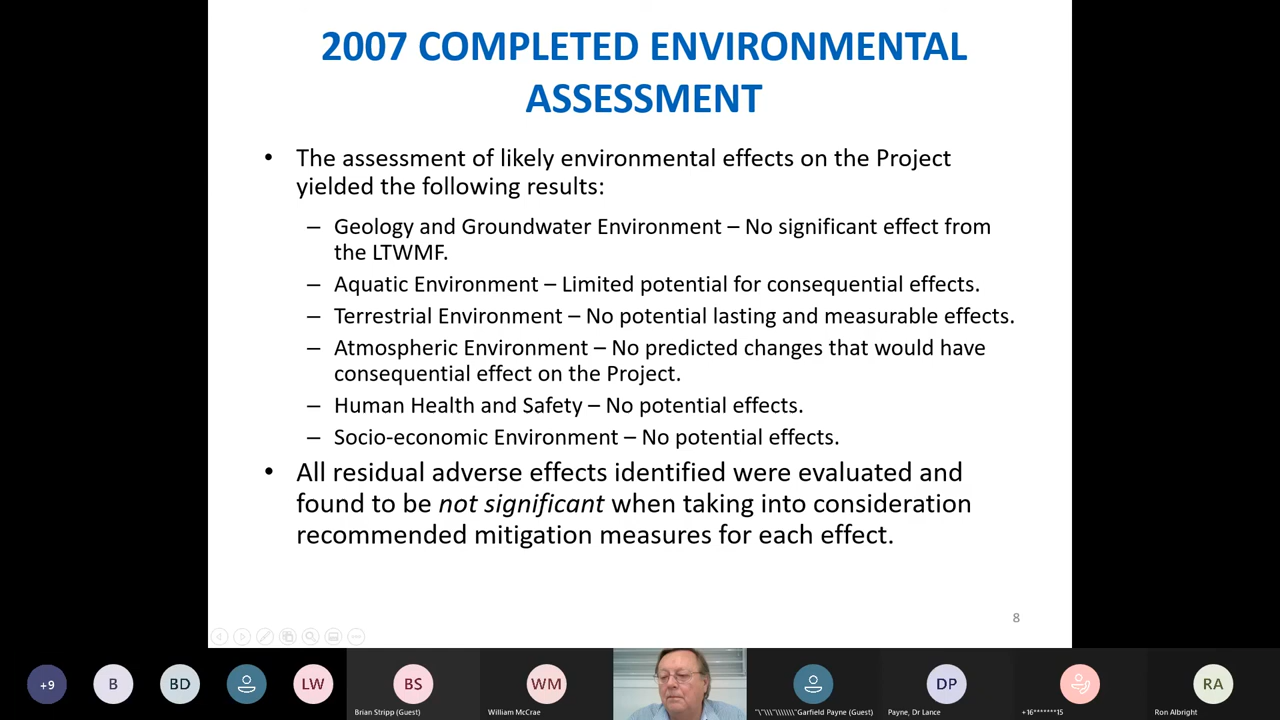 2007 COMPLETED ENVIRONMENTAL
ASSESSMENT
• The assessment of likely environmental effects on the Project
yielded the following results:
– Geology and Groundwater Environment – No significant effect from
the LTWMF.
– Aquatic Environment – Limited potential for consequential effects.
– Terrestrial Environment – No potential lasting and measurable effects.
– Atmospheric Environment – No predicted changes that would have
consequential effect on the Project.
– Human Health and Safety – No potential effects.
– Socio-economic Environment – No potential effects.
• All residual adverse effects identified were evaluated and
found to be not significant when taking into consideration
recommended mitigation measures for each effect.
8
+9
B
BD
LW
BS
WM
DP
RA
Brian Stripp (Guest)
William McCrae
"\"\\\"\\\\\\\"Garfield Payne (Guest)
Payne, Dr Lance
+16*******15
Ron Albright